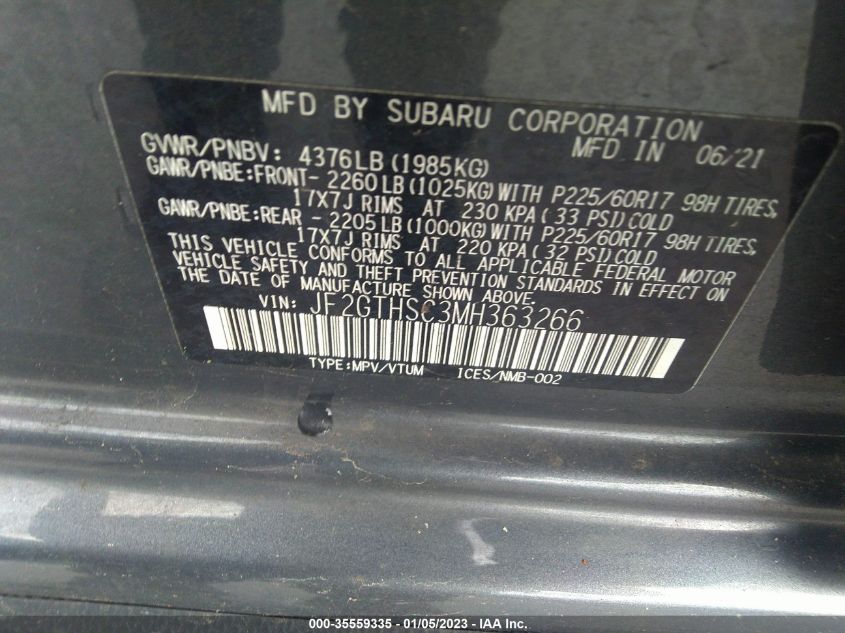 MFD BY SUBARU CORPORATION
GVWR/PNBV: 4376LB(1985KG) MFD IN 06/21
GAWR/PNBE:FRONT- 2260LB(1025KG)WITH P225/60R17 98H TIRES,
17X7J RIMS AT 230 KPA( 33 PSI)COLD
GAWR/PNBE:REAR - 2205LB(1000KG)WITH P225/60R17 98H TIRES,
17X7J RIMS AT 220 KPA( 32 PSI)COLD
THIS VEHICLE CONFORMS TO ALL APPLICABLE FEDERAL MOTOR
VEHICLE SAFETY AND THEFT PREVENTION STANDARDS IN EFFECT ON
THE DATE OF MANUFACTURE SHOWN ABOVE.
VIN: JF2GTHSC3MH363266
TYPE:MPV/VTUM ICES/NMB-002
000-35559335 - 01/05/2023 - IAA Inc.